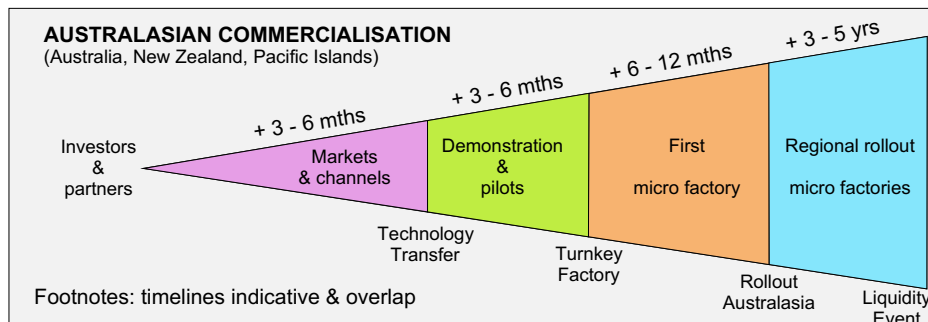 AUSTRALASIAN COMMERCIALISATION
(Australia, New Zealand, Pacific Islands)
+ 3 - 6 mths
+ 3 - 6 mths
+ 6 - 12 mths
+ 3 - 5 yrs
Investors
&
partners
Markets
& channels
Demonstration
&
pilots
First
micro factory
Regional rollout
micro factories
Technology
Transfer
Turnkey
Factory
Rollout
Australasia
Liquidity
Event
Footnotes: timelines indicative & overlap